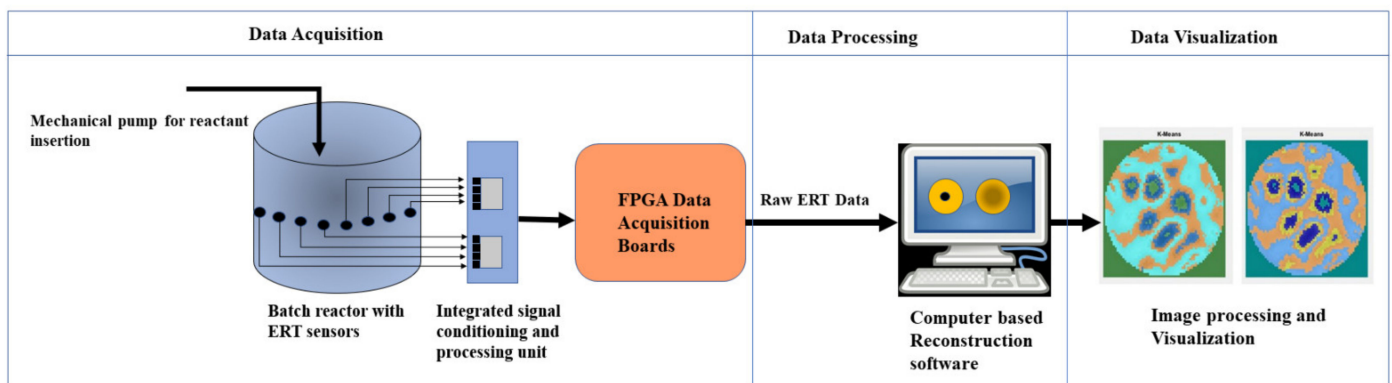 Data Acquisition
Data Processing
Data Visualization
Mechanical pump for reactant
insertion
FPGA Data
Acquisition
Boards
Raw ERT Data
K-Means
K-Means
Batch reactor with
ERT sensors
Integrated signal
conditioning and
processing unit
Computer based
Reconstruction
software
Image processing and
Visualization